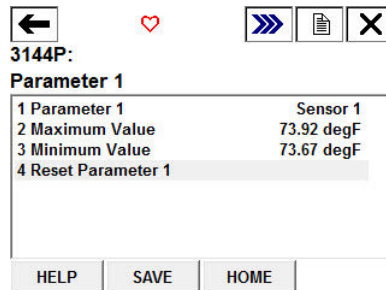 3144P:
Parameter 1
1 Parameter 1 Sensor 1
2 Maximum Value 73.92 degF
3 Minimum Value 73.67 degF
4 Reset Parameter 1
HELP SAVE HOME